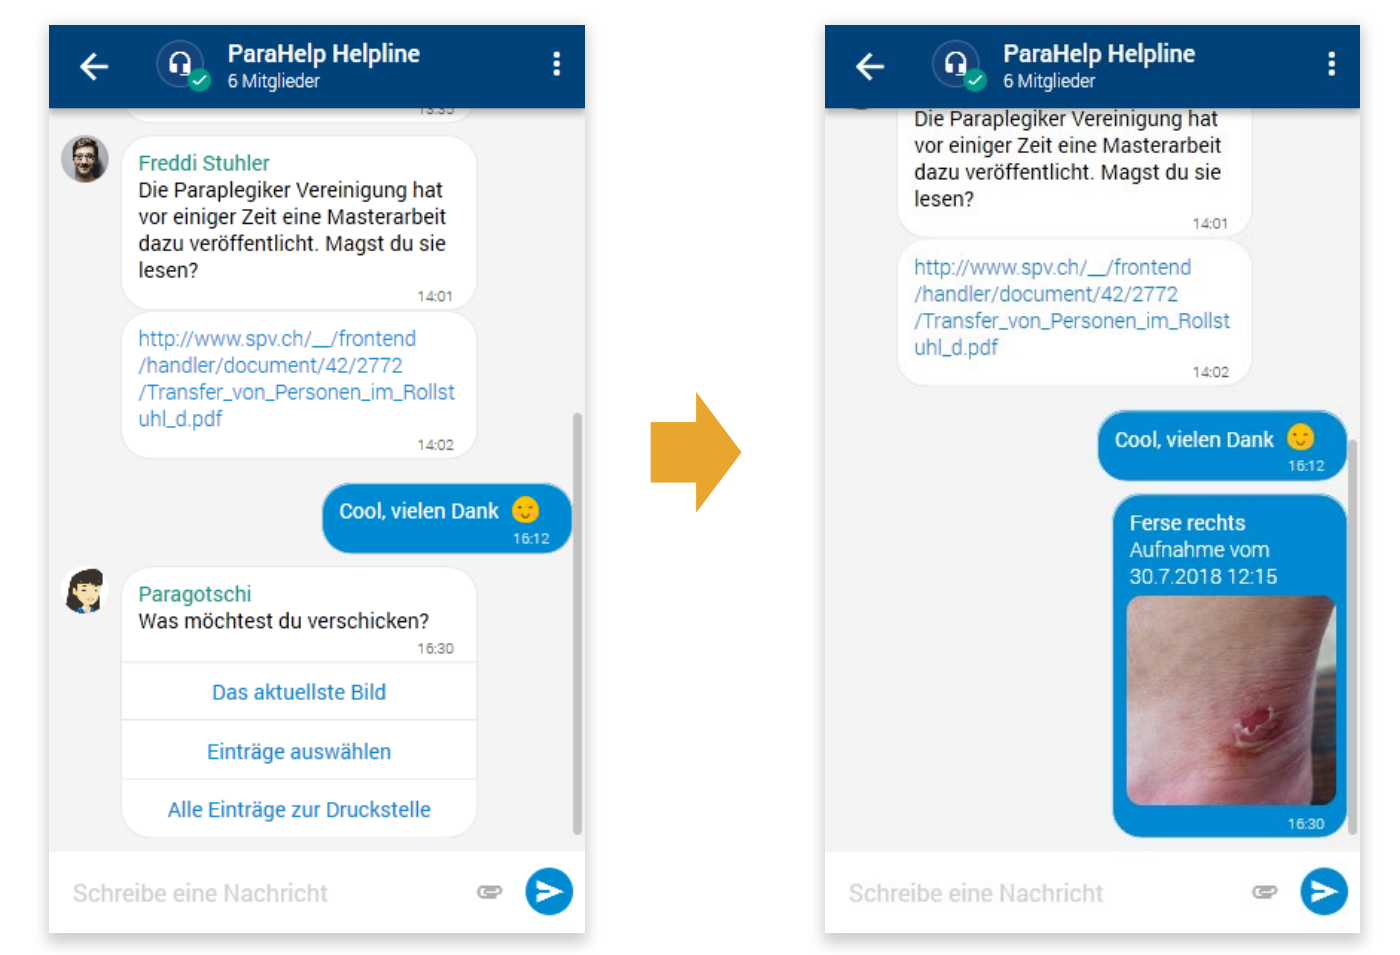 ParaHelp Helpline
6 Mitglieder
Freddi Stuhler
Die Paraplegiker Vereinigung hat
vor einiger Zeit eine Masterarbeit
dazu veröffentlicht. Magst du sie
lesen?
14:01
http://www.spv.ch/__/frontend
/handler/document/42/2772
/Transfer_von_Personen_im_Rollst
uhl_d.pdf
14:02
Cool, vielen Dank
16:12
Paragotschi
Was möchtest du verschicken?
16:30
Das aktuellste Bild
Einträge auswählen
Alle Einträge zur Druckstelle
Schreibe eine Nachricht
ParaHelp Helpline
6 Mitglieder
Die Paraplegiker Vereinigung hat
vor einiger Zeit eine Masterarbeit
dazu veröffentlicht. Magst du sie
lesen?
14:01
http://www.spv.ch/__/frontend
/handler/document/42/2772
/Transfer_von_Personen_im_Rollst
uhl_d.pdf
14:02
Cool, vielen Dank
16:12
Ferse rechts
Aufnahme vom
30.7.2018 12:15
16:30
Schreibe eine Nachricht